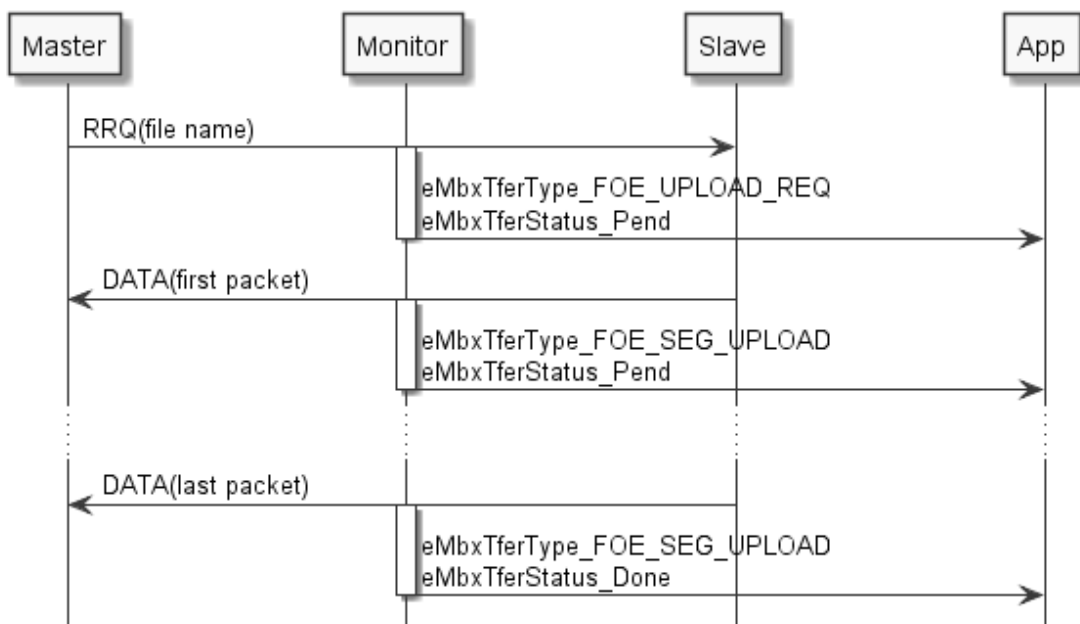 Master
Monitor
Slave
App
RRQ(file name)
eMbxTferType_FOE_UPLOAD_REQ
eMbxTferStatus_Pend
DATA(first packet)
eMbxTferType_FOE_SEG_UPLOAD
eMbxTferStatus_Pend
DATA(last packet)
eMbxTferType_FOE_SEG_UPLOAD
eMbxTferStatus_Done